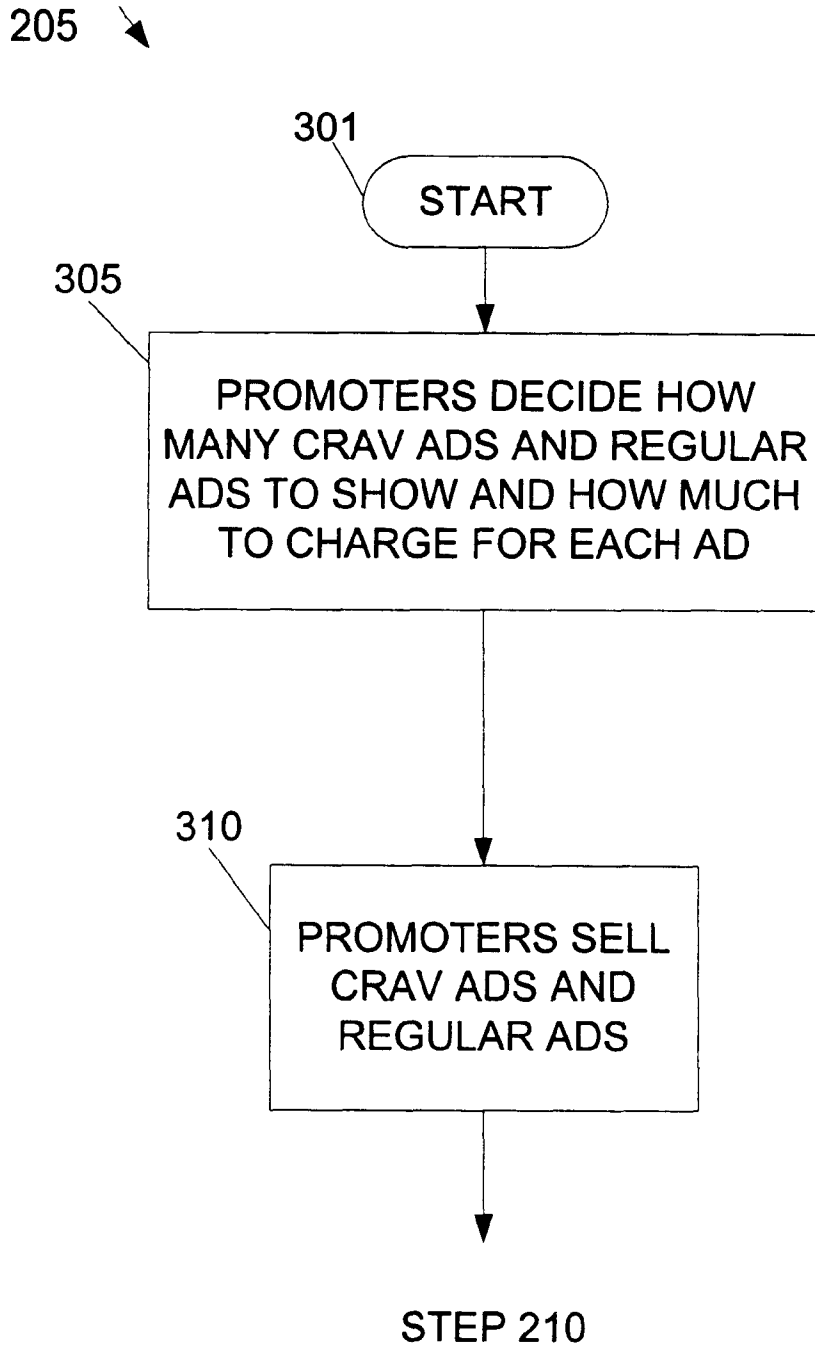 205
301
START
305
PROMOTERS DECIDE HOW
MANY CRAV ADS AND REGULAR
ADS TO SHOW AND HOW MUCH
TO CHARGE FOR EACH AD
310
PROMOTERS SELL
CRAV ADS AND
REGULAR ADS
STEP 210